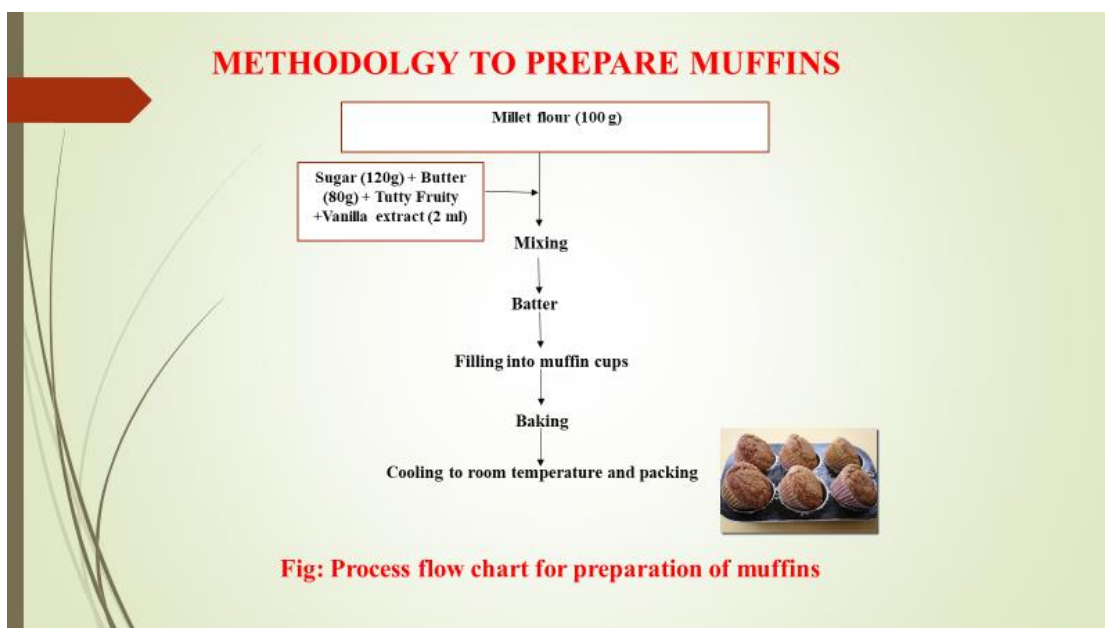 METHODOLGY TO PREPARE MUFFINS
Millet flour (100 g)
Sugar (120g) + Butter
(80g) + Tutty Fruity
+Vanilla extract (2 ml)
Mixing
Batter
Filling into muffin cups
Baking
Cooling to room temperature and packing
Fig: Process flow chart for preparation of muffins